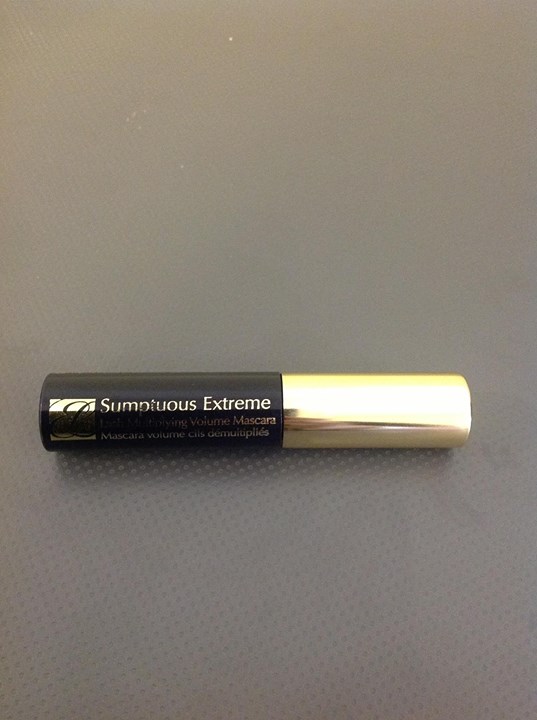 Sumptuous Extreme
Lash Multiplying Volume Mascara
Mascara volume cils démultipliés